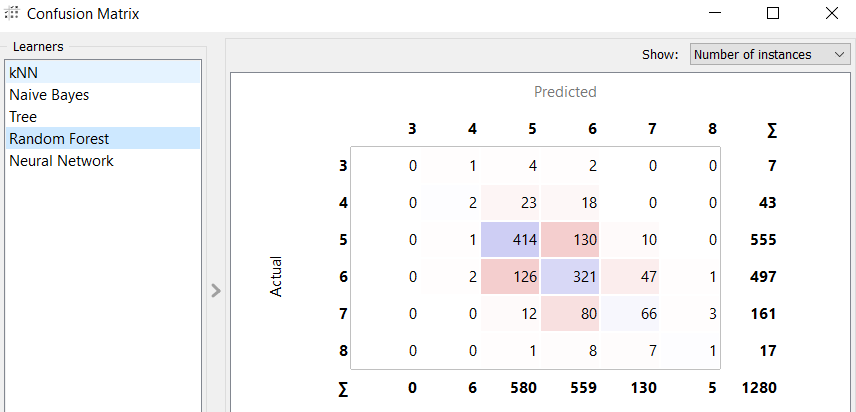 Confusion Matrix
Learners
kNN
Naive Bayes
Tree
Random Forest
Neural Network
Show: Number of instances
Predicted
3 4 5 6 7 8 ∑
3 0 1 4 2 0 0 7
4 0 2 23 18 0 0 43
5 0 1 414 130 10 0 555
6 0 2 126 321 47 1 497
7 0 0 12 80 66 3 161
8 0 0 1 8 7 1 17
∑ 0 6 580 559 130 5 1280
Actual